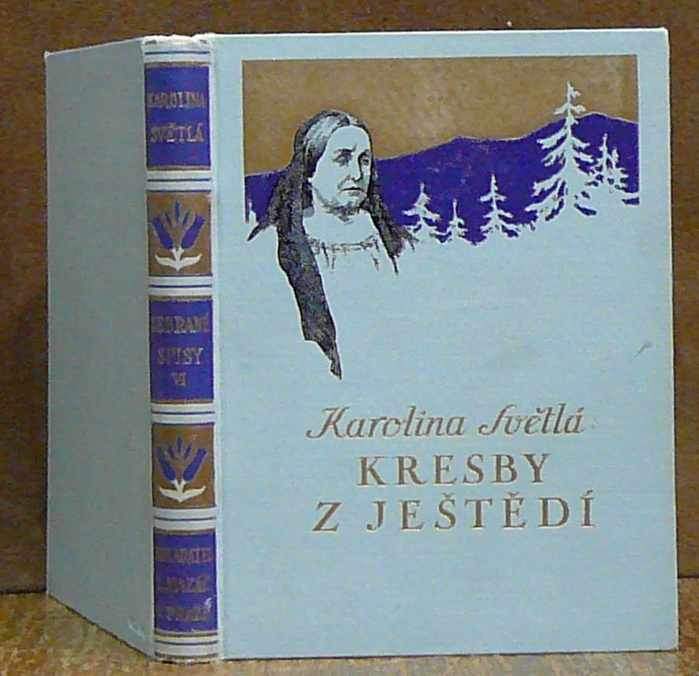 KAROLINA
SVĚTLÁ
SEBRANÉ
SPISY
VI
Karolina Světlá
KRESBY
Z JEŠTĚDÍ